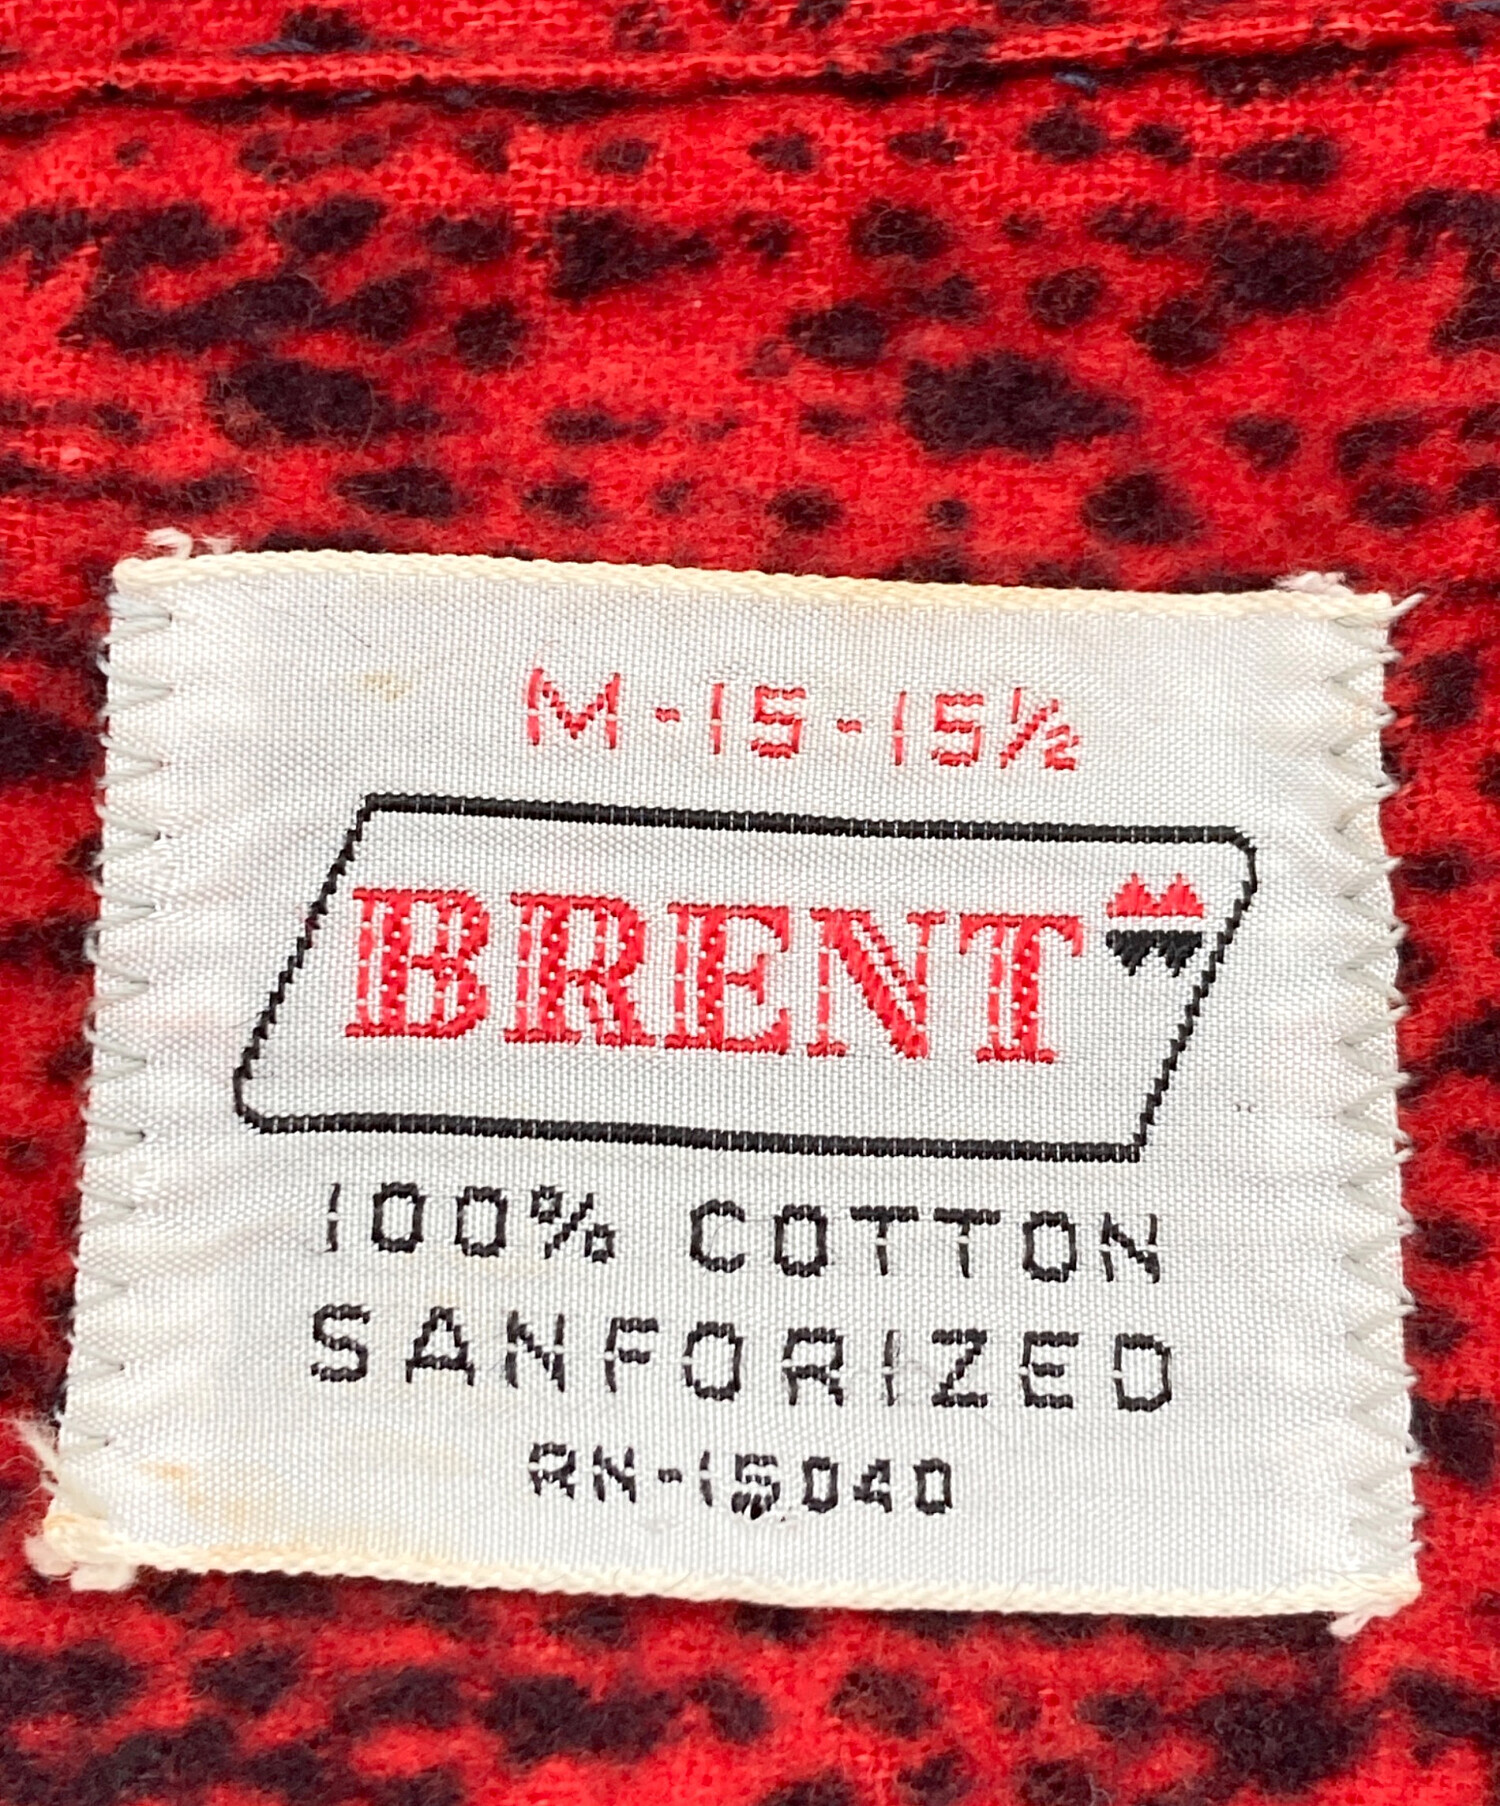 M-15-15½
BRENT
100% COTTON
SANFORIZED
RN-15040